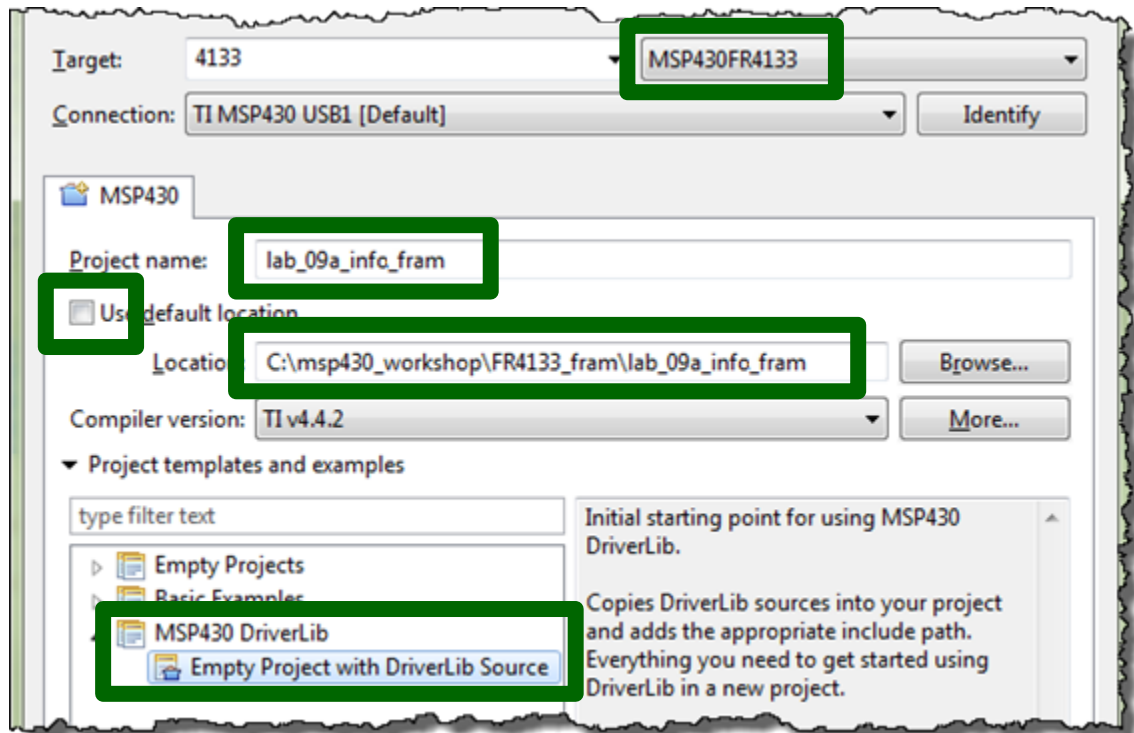 Target: 4133 MSP430FR4133
Connection: TI MSP430 USB1 [Default] Identify
MSP430
Project name: lab_09a_info_fram
Use default location
Location: C:\msp430_workshop\FR4133_fram\lab_09a_info_fram Browse...
Compiler version: TI v4.4.2 More...
Project templates and examples
type filter text
Empty Projects
Basic Examples
MSP430 DriverLib
Empty Project with DriverLib Source
Initial starting point for using MSP430
DriverLib.
Copies DriverLib sources into your project
and adds the appropriate include path.
Everything you need to get started using
DriverLib in a new project.